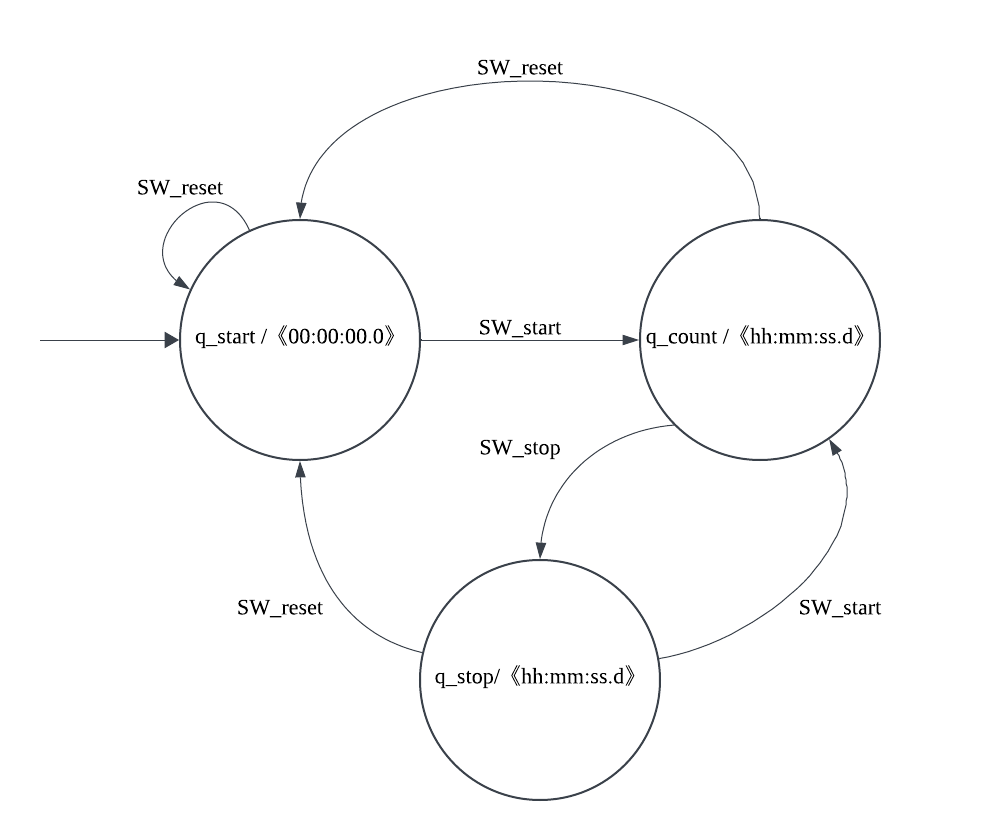 SW_reset
SW_reset
q_start /《00:00:00.0》
SW_start
q_count /《hh:mm:ss.d》
SW_stop
SW_reset
SW_start
q_stop/《hh:mm:ss.d》